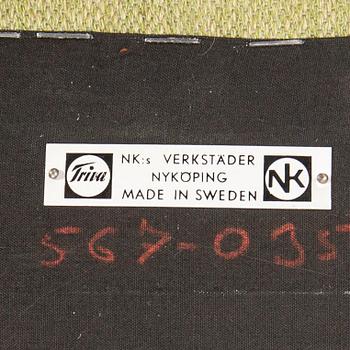 Triva NK:s VERKSTÄDER NK
NYKÖPING
MADE IN SWEDEN
567-035